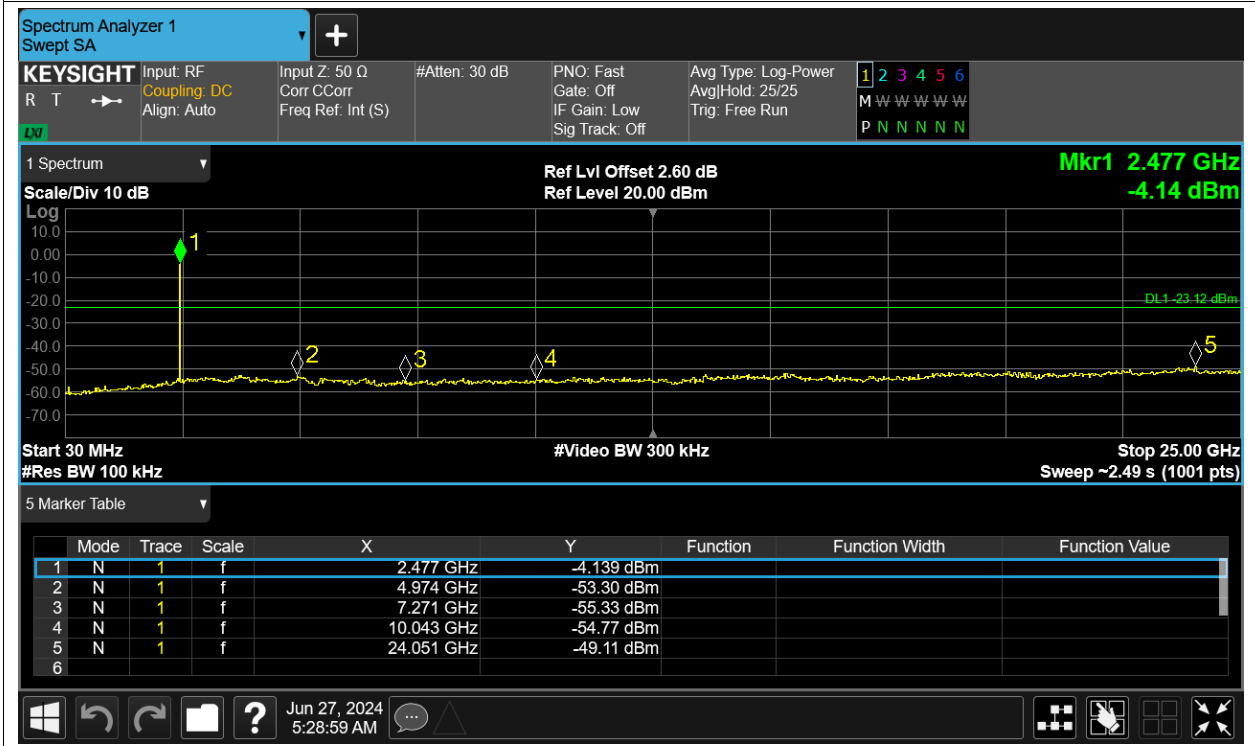 Spectrum Analyzer 1
Swept SA
+
KEYSIGHT
R T
LXI
Input: RF
Coupling: DC
Align: Auto
Input Z: 50 Ω
Corr CCorr
Freq Ref: Int (S)
#Atten: 30 dB
PNO: Fast
Gate: Off
IF Gain: Low
Sig Track: Off
Avg Type: Log-Power
Avg|Hold: 25/25
Trig: Free Run
1 2 3 4 5 6
M W W W W W
P N N N N N
1 Spectrum
Scale/Div 10 dB
Ref Lvl Offset 2.60 dB
Ref Level 20.00 dBm
Mkr1 2.477 GHz
-4.14 dBm
Log
10.0
0.00
-10.0
-20.0
-30.0
-40.0
-50.0
-60.0
-70.0
1
2
3
4
5
DL1 -23.12 dBm
Start 30 MHz
#Res BW 100 kHz
#Video BW 300 kHz
Stop 25.00 GHz
Sweep ~2.49 s (1001 pts)
5 Marker Table
Mode Trace Scale X Y Function Function Width Function Value
1 N 1 f 2.477 GHz -4.139 dBm
2 N 1 f 4.974 GHz -53.30 dBm
3 N 1 f 7.271 GHz -55.33 dBm
4 N 1 f 10.043 GHz -54.77 dBm
5 N 1 f 24.051 GHz -49.11 dBm
6
?
Jun 27, 2024
5:28:59 AM